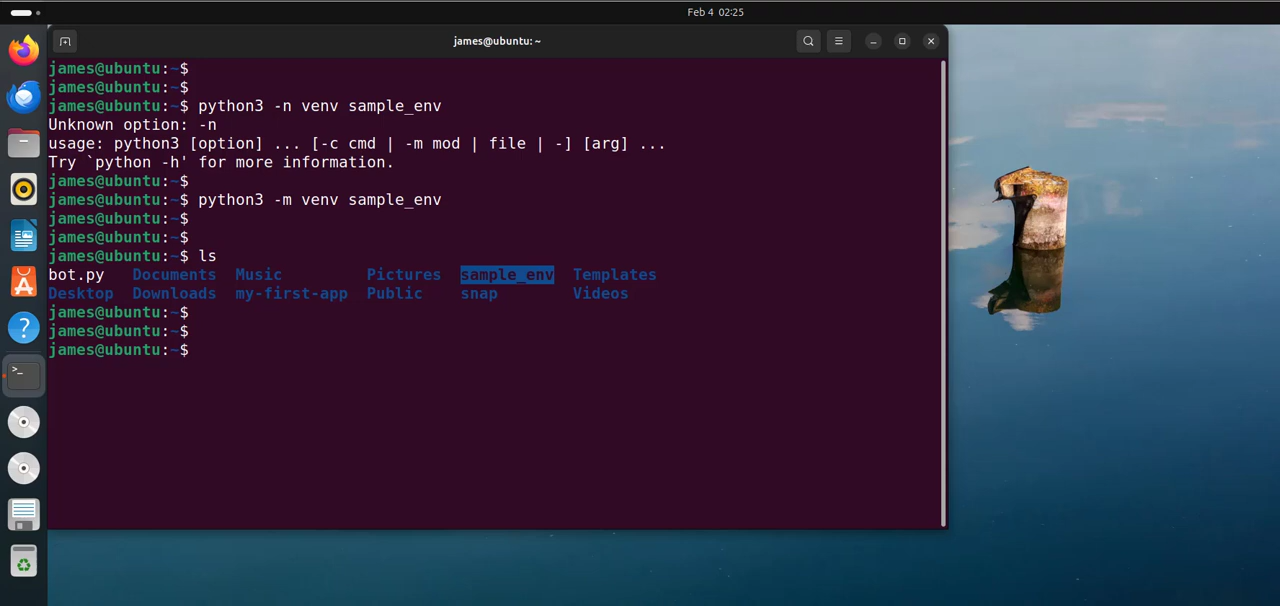 Feb 4 02:25
james@ubuntu: ~
james@ubuntu:~$
james@ubuntu:~$
james@ubuntu:~$ python3 -n venv sample_env
Unknown option: -n
usage: python3 [option] ... [-c cmd | -m mod | file | -] [arg] ...
Try `python -h' for more information.
james@ubuntu:~$
james@ubuntu:~$ python3 -m venv sample_env
james@ubuntu:~$
james@ubuntu:~$
james@ubuntu:~$ ls
bot.py Documents Music Pictures sample_env Templates
Desktop Downloads my-first-app Public snap Videos
james@ubuntu:~$
james@ubuntu:~$
james@ubuntu:~$